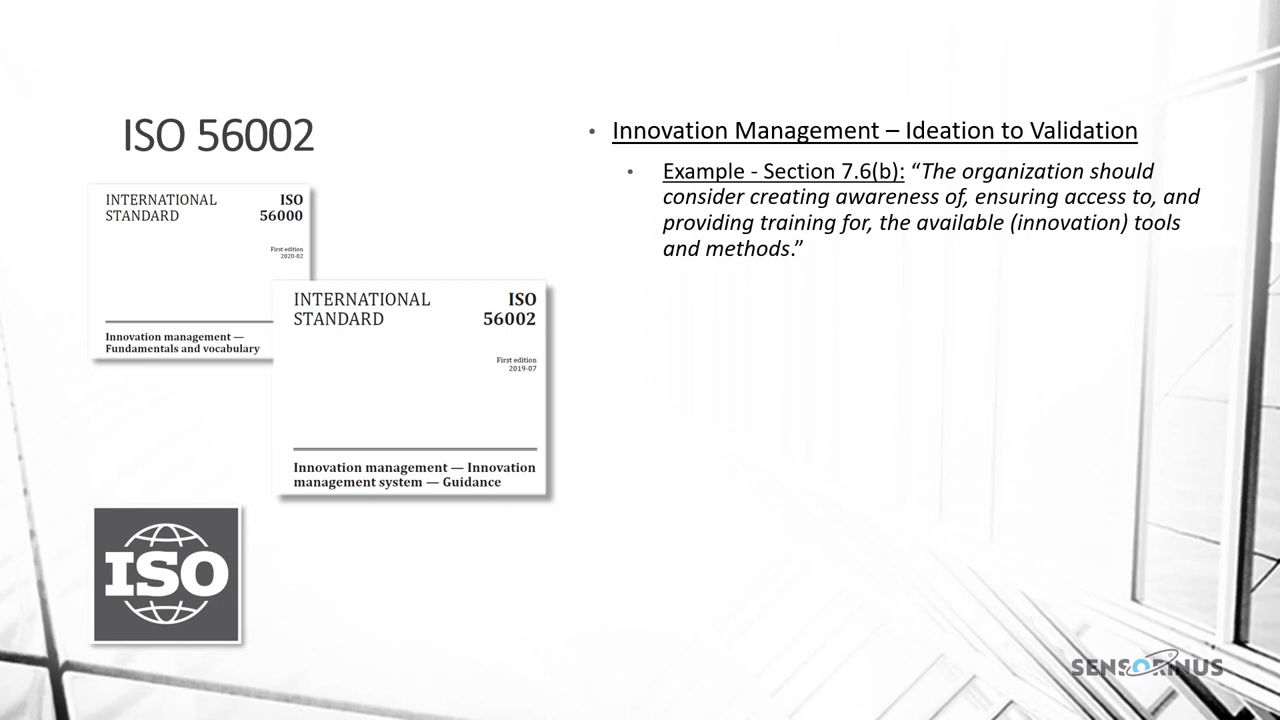 ISO 56002
INTERNATIONAL
STANDARD
ISO
56000
First edition
2020-02
Innovation management —
Fundamentals and vocabulary
INTERNATIONAL
STANDARD
ISO
56002
First edition
2019-07
Innovation management — Innovation
management system — Guidance
ISO
• Innovation Management – Ideation to Validation
• Example - Section 7.6(b): “The organization should
consider creating awareness of, ensuring access to, and
providing training for, the available (innovation) tools
and methods.”
SENSORINUS